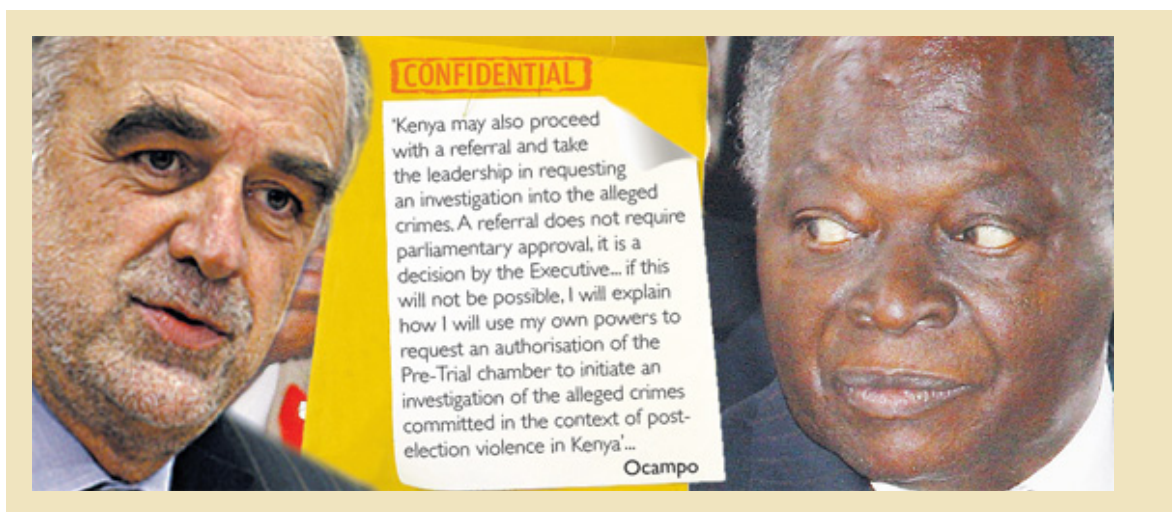 CONFIDENTIAL
'Kenya may also proceed
with a referral and take
the leadership in requesting
an investigation into the alleged
crimes. A referral does not require
parliamentary approval, it is a
decision by the Executive... if this
will not be possible, I will explain
how I will use my own powers to
request an authorisation of the
Pre-Trial chamber to initiate an
investigation of the alleged crimes
committed in the context of post-
election violence in Kenya'...
Ocampo